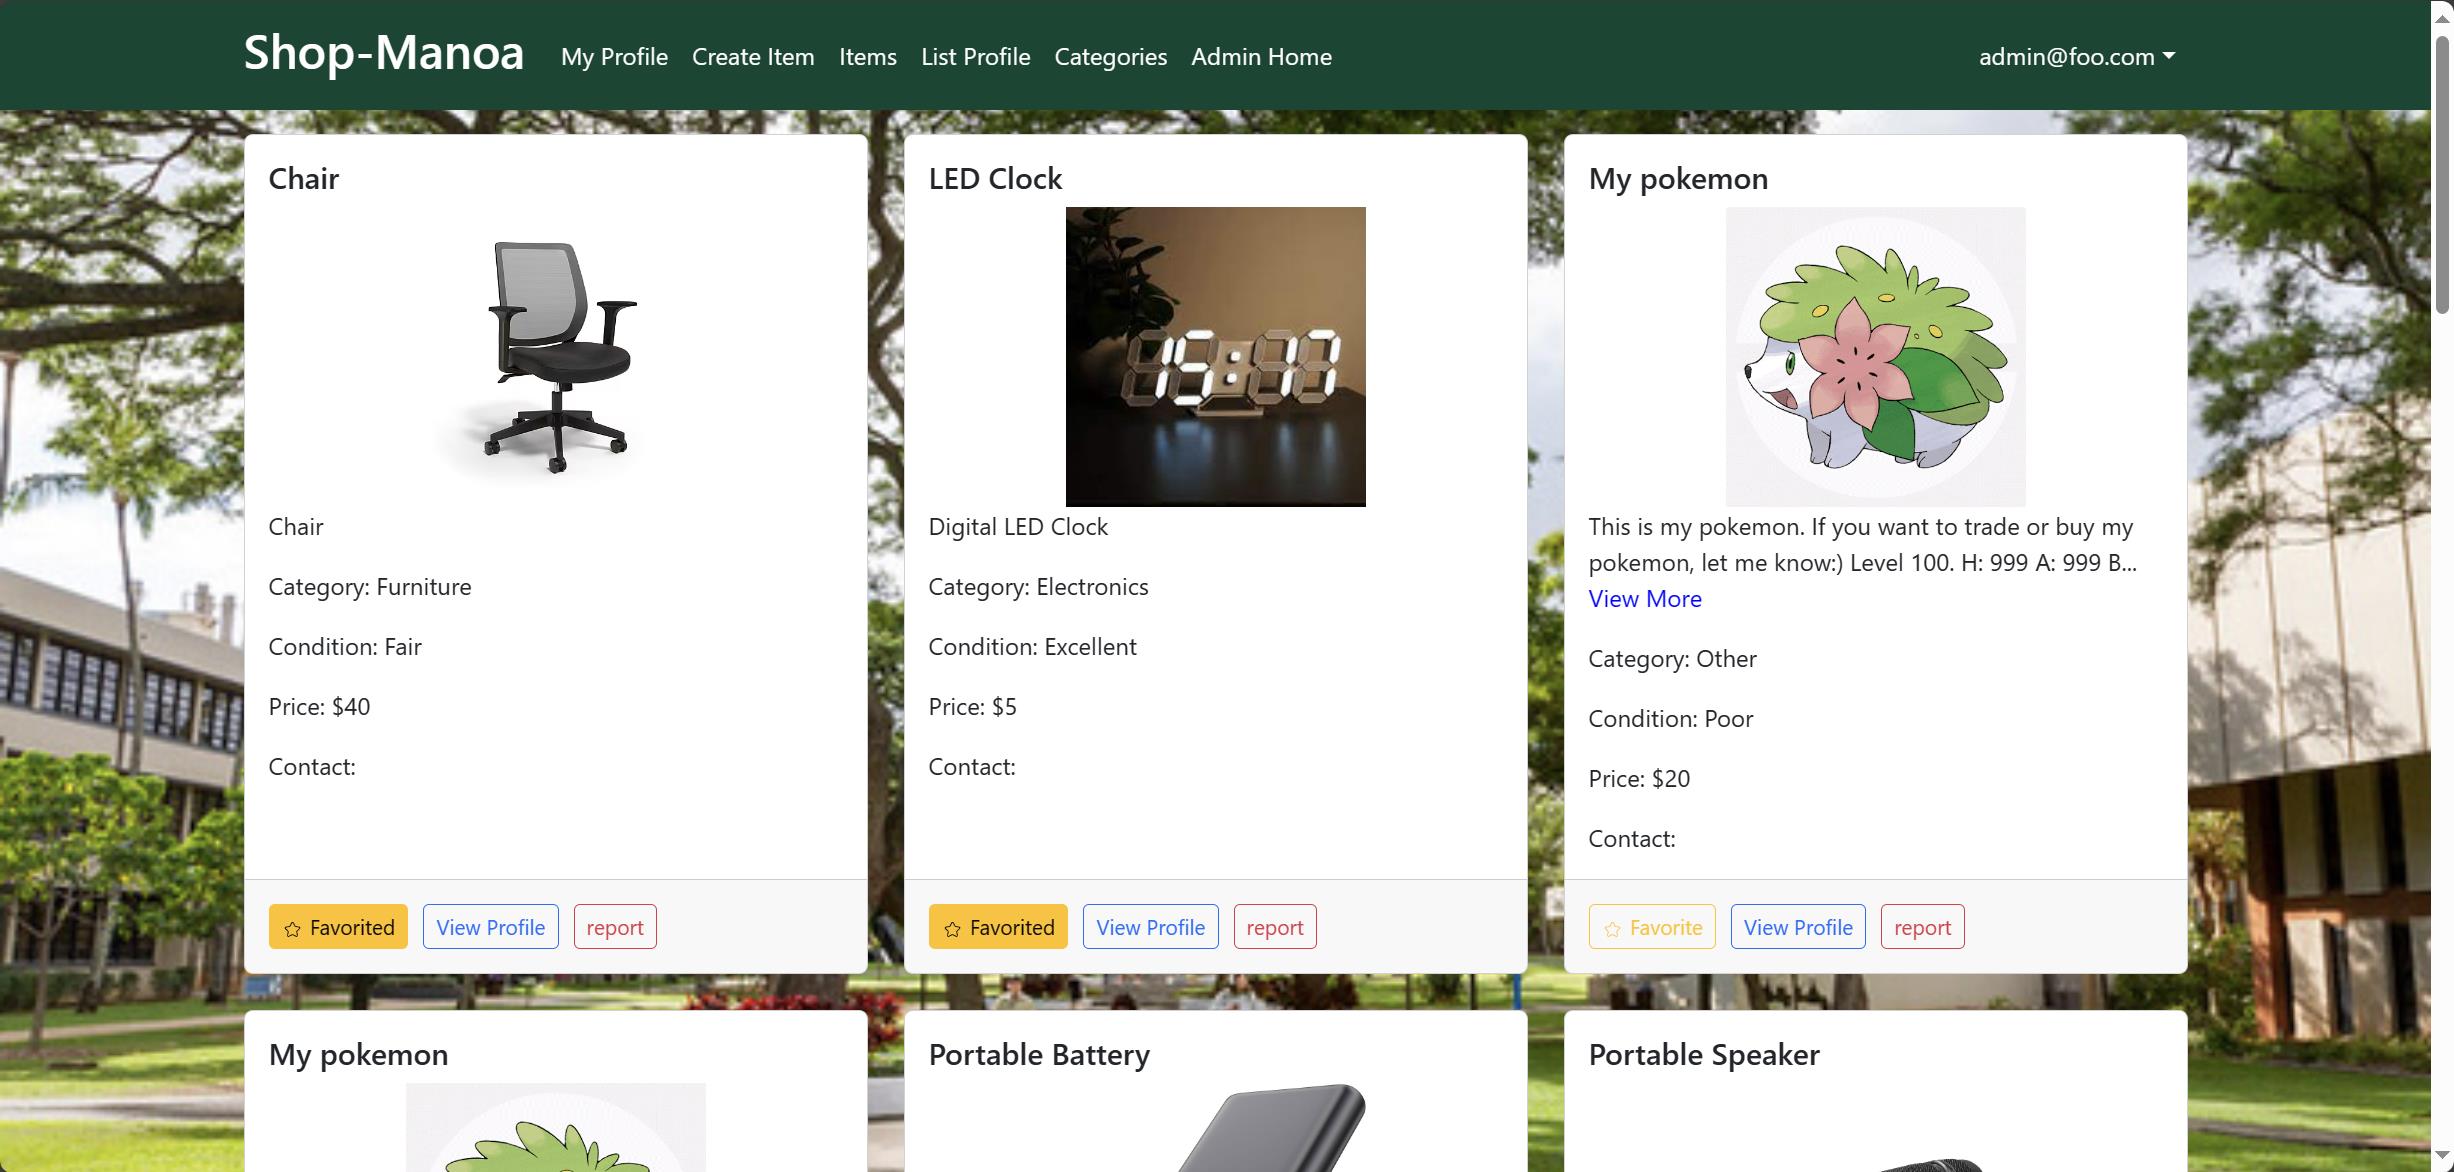 Shop-Manoa My Profile Create Item Items List Profile Categories Admin Home admin@foo.com
Chair
Chair
Category: Furniture
Condition: Fair
Price: $40
Contact:
Favorited View Profile report
LED Clock
15:17
Digital LED Clock
Category: Electronics
Condition: Excellent
Price: $5
Contact:
Favorited View Profile report
My pokemon
This is my pokemon. If you want to trade or buy my
pokemon, let me know:) Level 100. H: 999 A: 999 B...
View More
Category: Other
Condition: Poor
Price: $20
Contact:
Favorite View Profile report
My pokemon
Portable Battery
Portable Speaker